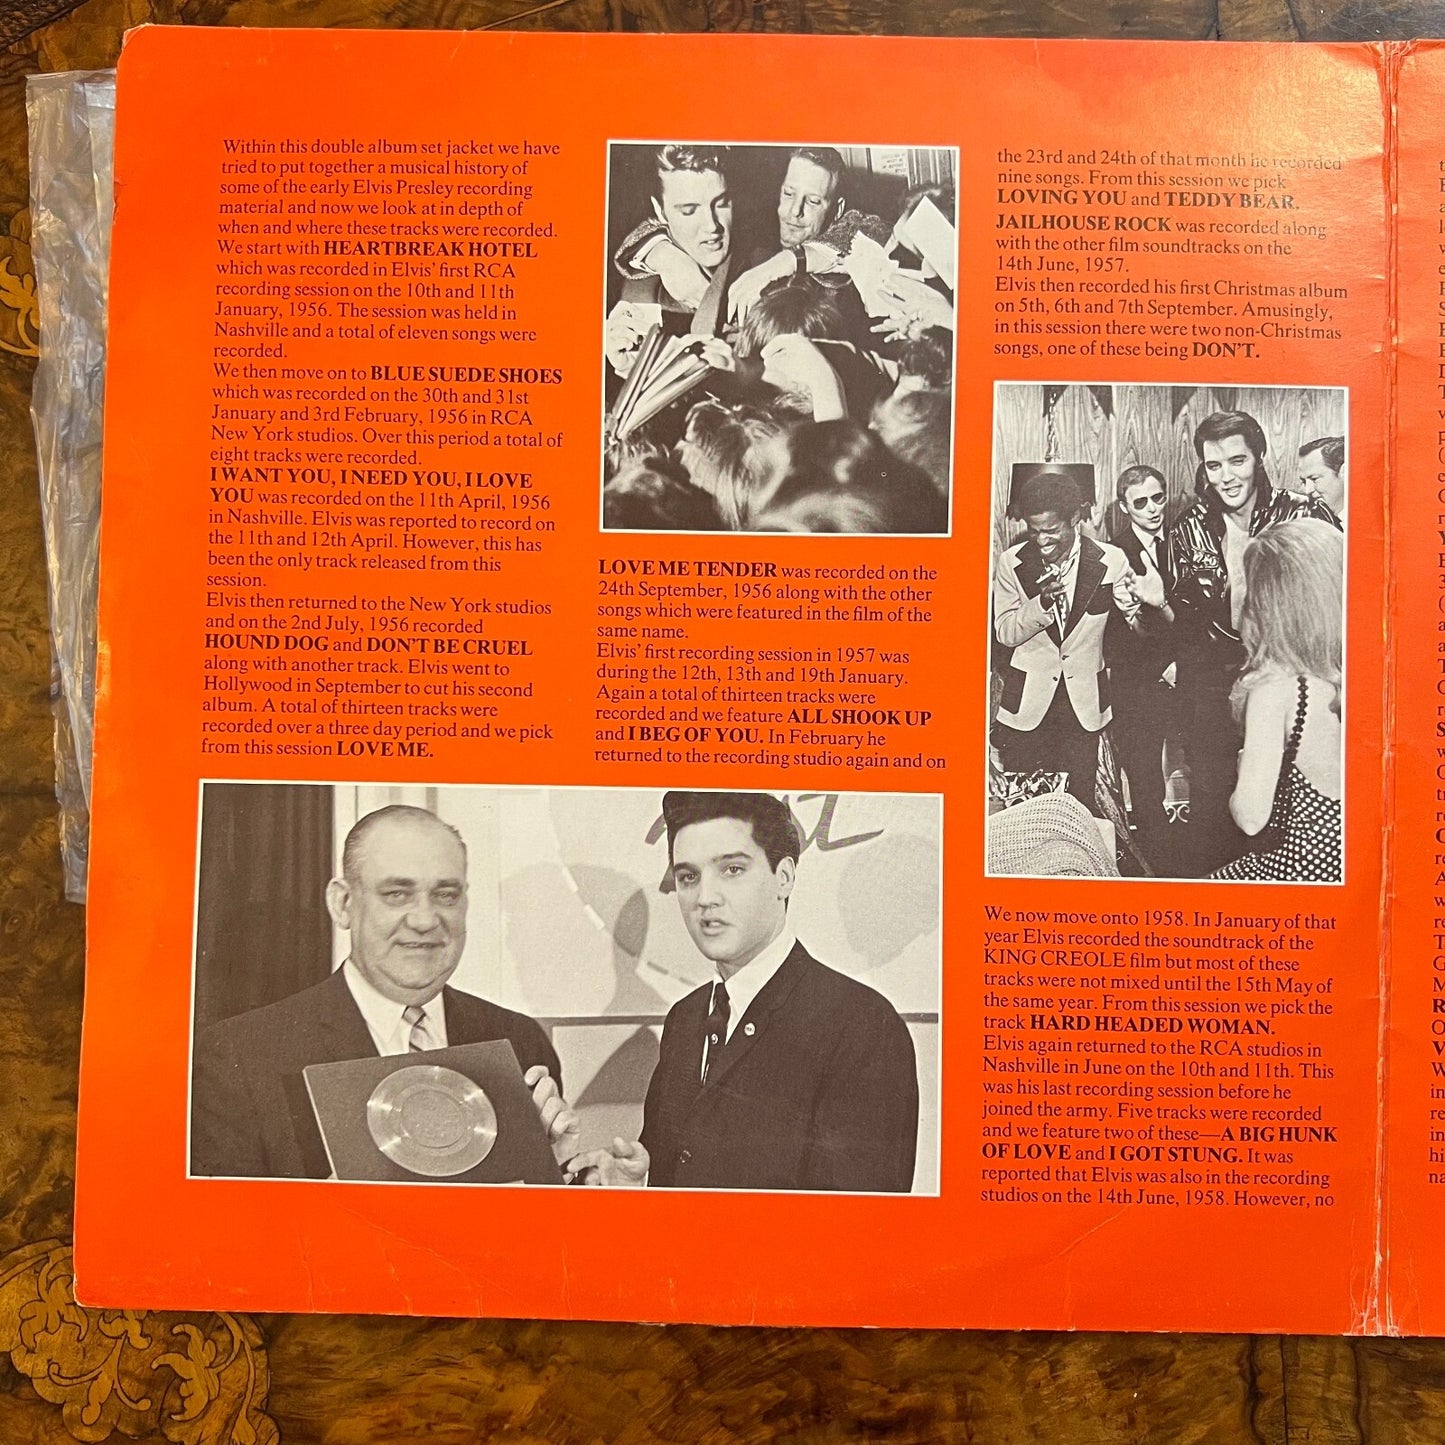 Within this double album set jacket we have
tried to put together a musical history of
some of the early Elvis Presley recording
material and now we look at in depth of
when and where these tracks were recorded.
We start with HEARTBREAK HOTEL
which was recorded in Elvis' first RCA
recording session on the 10th and 11th
January, 1956. The session was held in
Nashville and a total of eleven songs were
recorded.
We then move on to BLUE SUEDE SHOES
which was recorded on the 30th and 31st
January and 3rd February, 1956 in RCA
New York studios. Over this period a total of
eight tracks were recorded.
I WANT YOU, I NEED YOU, I LOVE
YOU was recorded on the 11th April, 1956
in Nashville. Elvis was reported to record on
the 11th and 12th April. However, this has
been the only track released from this
session.
Elvis then returned to the New York studios
and on the 2nd July, 1956 recorded
HOUND DOG and DON'T BE CRUEL
along with another track. Elvis went to
Hollywood in September to cut his second
album. A total of thirteen tracks were
recorded over a three day period and we pick
from this session LOVE ME.
LOVE ME TENDER was recorded on the
24th September, 1956 along with the other
songs which were featured in the film of the
same name.
Elvis' first recording session in 1957 was
during the 12th, 13th and 19th January.
Again a total of thirteen tracks were
recorded and we feature ALL SHOOK UP
and I BEG OF YOU. In February he
returned to the recording studio again and on
the 23rd and 24th of that month he recorded
nine songs. From this session we pick
LOVING YOU and TEDDY BEAR.
JAILHOUSE ROCK was recorded along
with the other film soundtracks on the
14th June, 1957.
Elvis then recorded his first Christmas album
on 5th, 6th and 7th September. Amusingly,
in this session there were two non-Christmas
songs, one of these being DON'T.
We now move onto 1958. In January of that
year Elvis recorded the soundtrack of the
KING CREOLE film but most of these
tracks were not mixed until the 15th May of
the same year. From this session we pick the
track HARD HEADED WOMAN.
Elvis again returned to the RCA studios in
Nashville in June on the 10th and 11th. This
was his last recording session before he
joined the army. Five tracks were recorded
and we feature two of these—A BIG HUNK
OF LOVE and I GOT STUNG. It was
reported that Elvis was also in the recording
studios on the 14th June, 1958. However, no